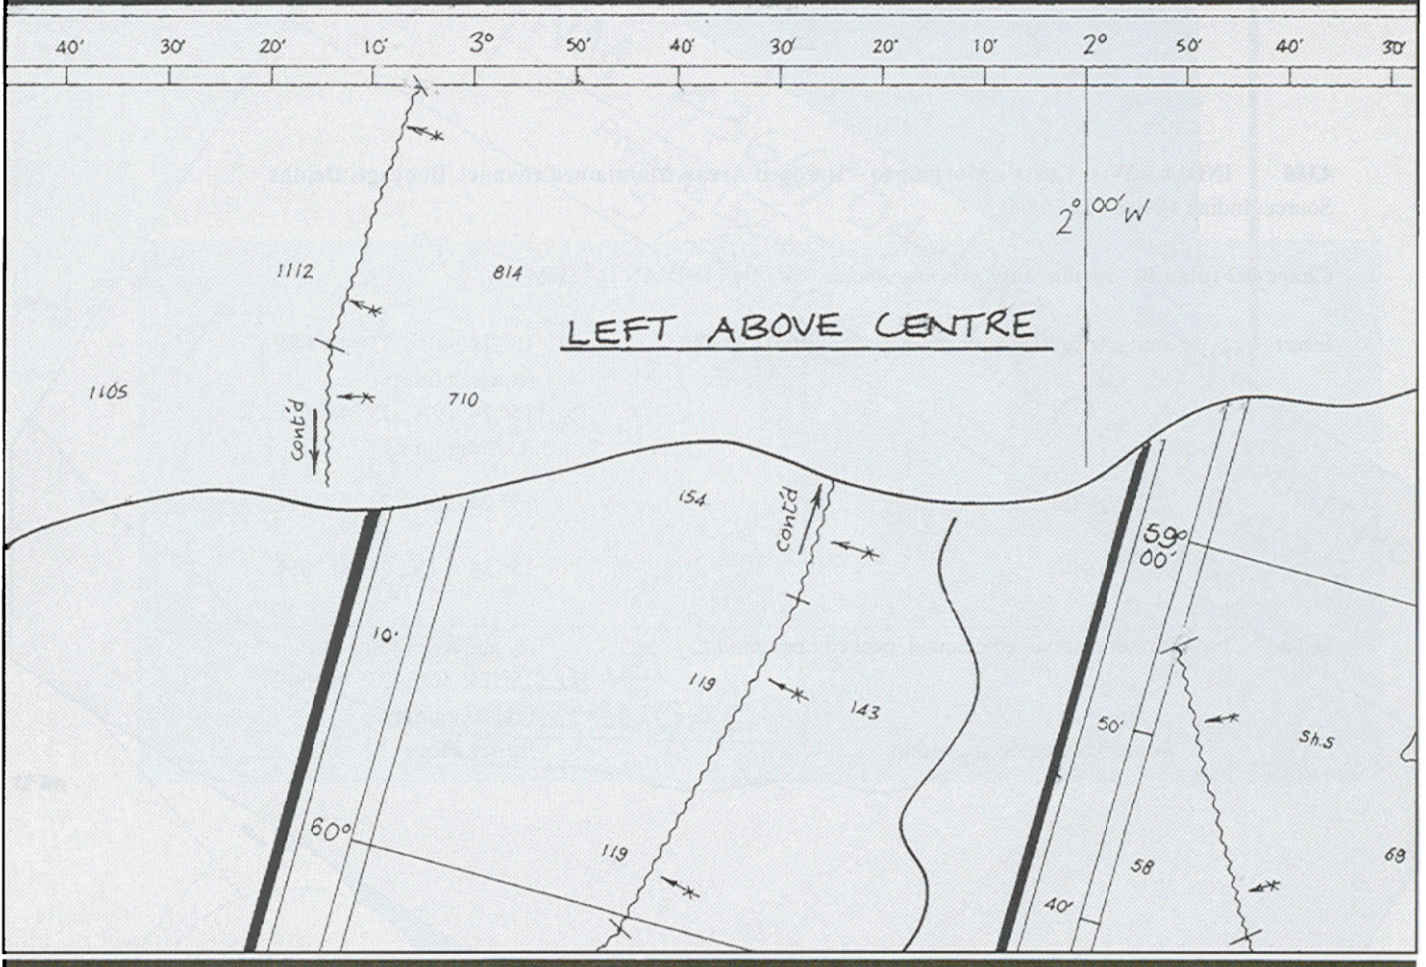 40' 30' 20' 10' 3° 50' 40' 30' 20' 10' 2° 50' 40' 30'
2° 00' W
1112 814
LEFT ABOVE CENTRE
1105 710
cont'd
154 cont'd
59°
00'
10'
119 143
50' Sh.S
60°
119 58 68
40'